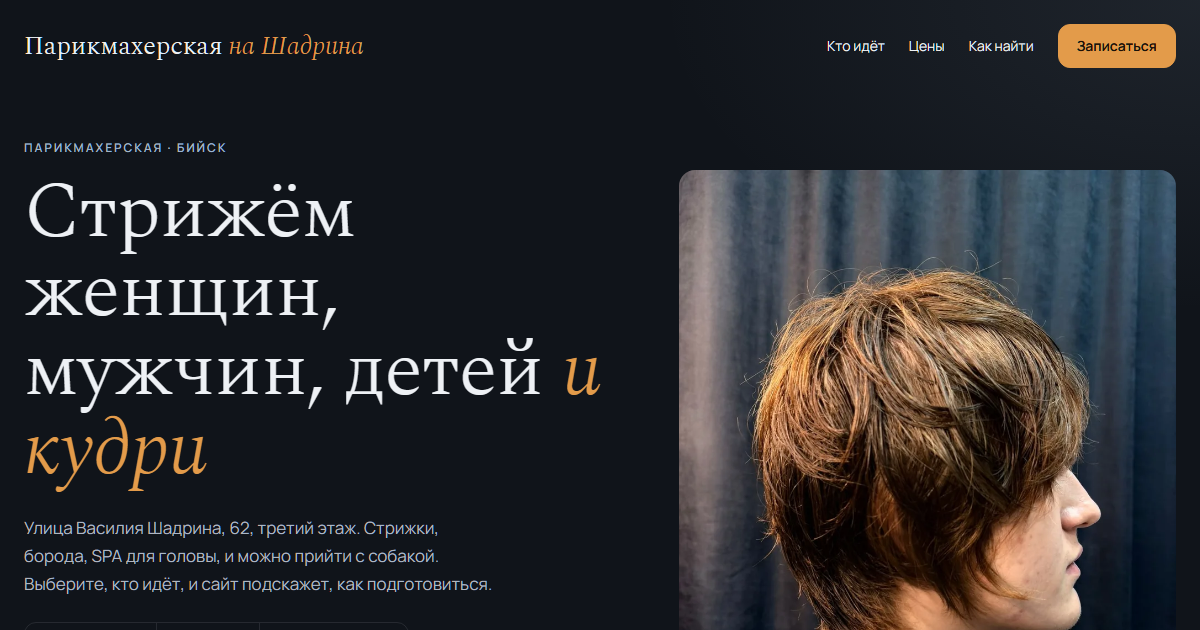 Парикмахерская на Шадрина
Кто идёт
Цены
Как найти
Записаться
ПАРИКМАХЕРСКАЯ · БИЙСК
Стрижём
женщин,
мужчин, детей и
кудри
Улица Василия Шадрина, 62, третий этаж. Стрижки,
борода, SPA для головы, и можно прийти с собакой.
Выберите, кто идёт, и сайт подскажет, как подготовиться.